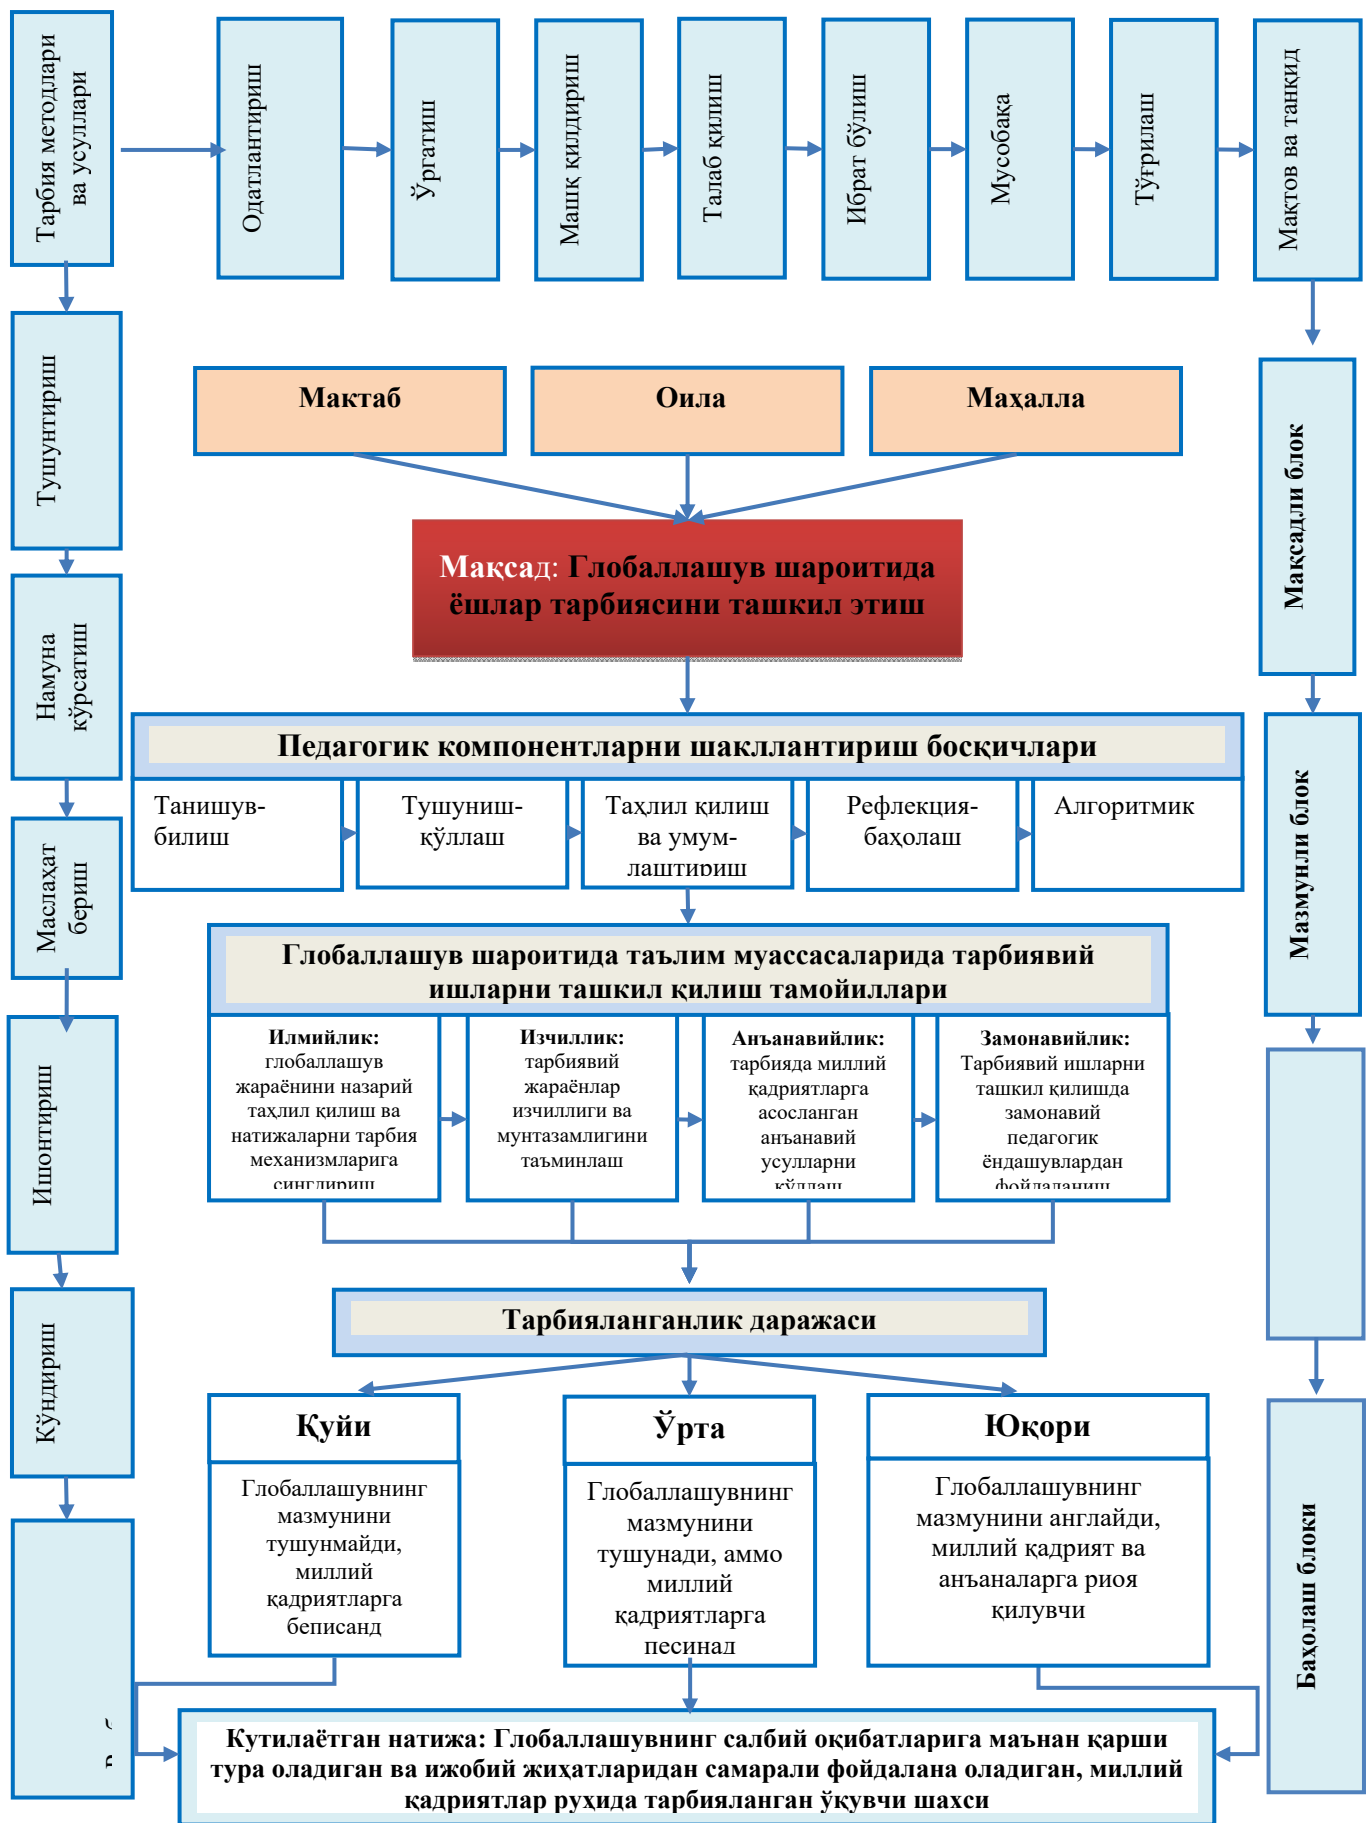 Тарбия методлари
ва усуллари
Одатлантириш
Ўргатиш
Машқ қилдириш
Талаб қилиш
Ибрат бўлиш
Мусобақа
Тўғрилаш
Мақтов ва танқид
Тушунтириш
Намуна
кўрсатиш
Маслаҳат
бериш
Ишонтириш
Кўндириш
Мактаб
Оила
Маҳалла
Мақсад: Глобаллашув шароитида
ёшлар тарбиясини ташкил этиш
Педагогик компонентларни шакллантириш босқичлари
Танишув-
билиш
Тушуниш-
қўллаш
Таҳлил қилиш
ва умум-
лаштириш
Рефлекция-
баҳолаш
Алгоритмик
Глобаллашув шароитида таълим муассасаларида тарбиявий
ишларни ташкил қилиш тамойиллари
Илмийлик:
глобаллашув
жараёнини назарий
таҳлил қилиш ва
натижаларни тарбия
механизмларига
сингдириш
Изчиллик:
тарбиявий
жараёнлар
изчиллиги ва
мунтазамлигини
таъминлаш
Анъанавийлик:
тарбияда миллий
қадриятларга
асосланган
анъанавий
усулларни
қўллаш
Замонавийлик:
Тарбиявий ишларни
ташкил қилишда
замонавий
педагогик
ёндашувлардан
фойдаланиш
Тарбияланганлик даражаси
Қуйи
Глобаллашувнинг
мазмунини
тушунмайди,
миллий
қадриятларга
беписанд
Ўрта
Глобаллашувнинг
мазмунини
тушунади, аммо
миллий
қадриятларга
песинад
Юқори
Глобаллашувнинг
мазмунини англайди,
миллий қадрият ва
анъаналарга риоя
қилувчи
Кутилаётган натижа: Глобаллашувнинг салбий оқибатларига маънан қарши
тура оладиган ва ижобий жиҳатларидан самарали фойдалана оладиган, миллий
қадриятлар руҳида тарбияланган ўқувчи шахси
Мақсадли блок
Мазмунли блок
Баҳолаш блоки